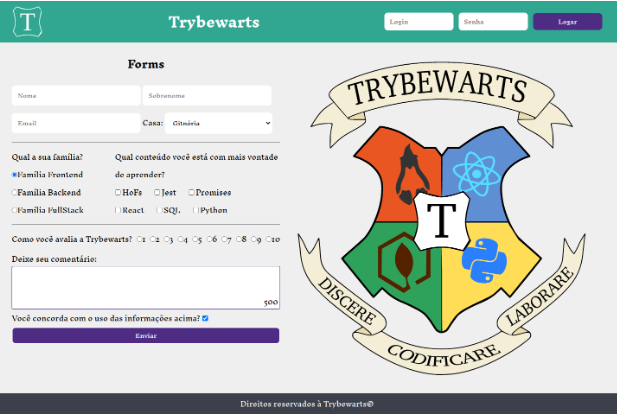 T
Trybewarts
Login
Senha
Logar
Forms
Nome
Sobrenome
Email
Casa: Gitnória
Qual a sua família?
Família Frontend
Família Backend
Família FullStack
Qual conteúdo você está com mais vontade
de aprender?
HoFs Jest Promises
React SQL Python
Como você avalia a Trybewarts? 1 2 3 4 5 6 7 8 9 10
Deixe seu comentário:
500
Você concorda com o uso das informações acima?
Enviar
TRYBEWARTS
T
DISCERE
CODIFICARE
LABORARE
Direitos reservados à Trybewarts©